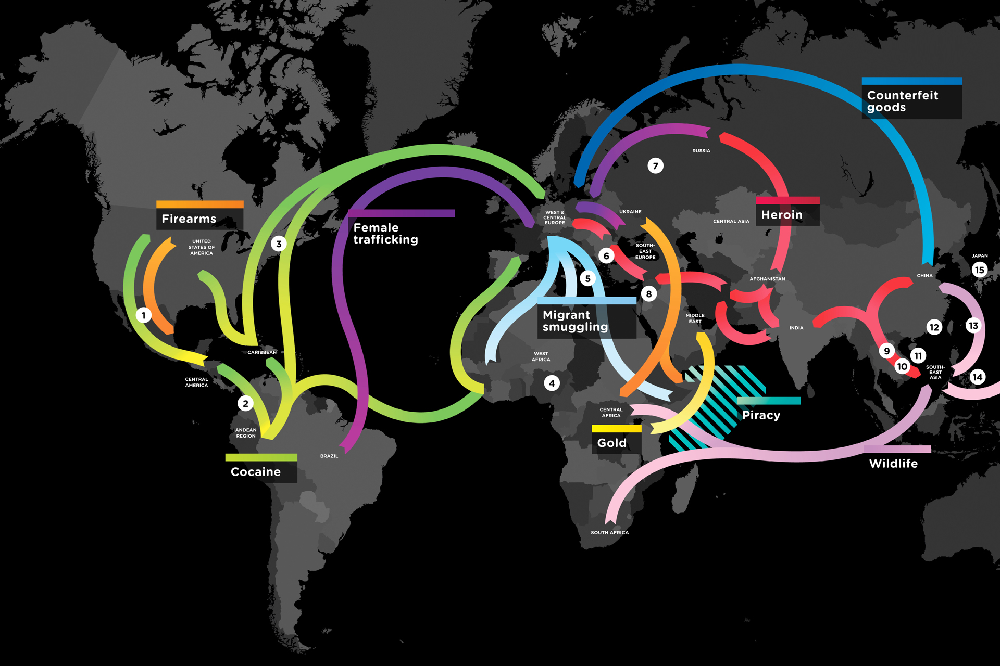 Counterfeit
goods
RUSSIA
7
Firearms
UNITED
STATES OF
AMERICA
3
Female
trafficking
WEST &
CENTRAL
EUROPE
UKRAINE
CENTRAL ASIA
Heroin
6
SOUTH-
EAST
EUROPE
JAPAN
15
5
8
AFGHANISTAN
CHINA
1
Migrant
smuggling
MIDDLE
EAST
INDIA
12
13
CARIBBEAN
WEST
AFRICA
9
10
11
SOUTH-
EAST
ASIA
14
CENTRAL
AMERICA
4
2
CENTRAL
AFRICA
Piracy
ANDEAN
REGION
Gold
BRAZIL
Cocaine
Wildlife
SOUTH AFRICA